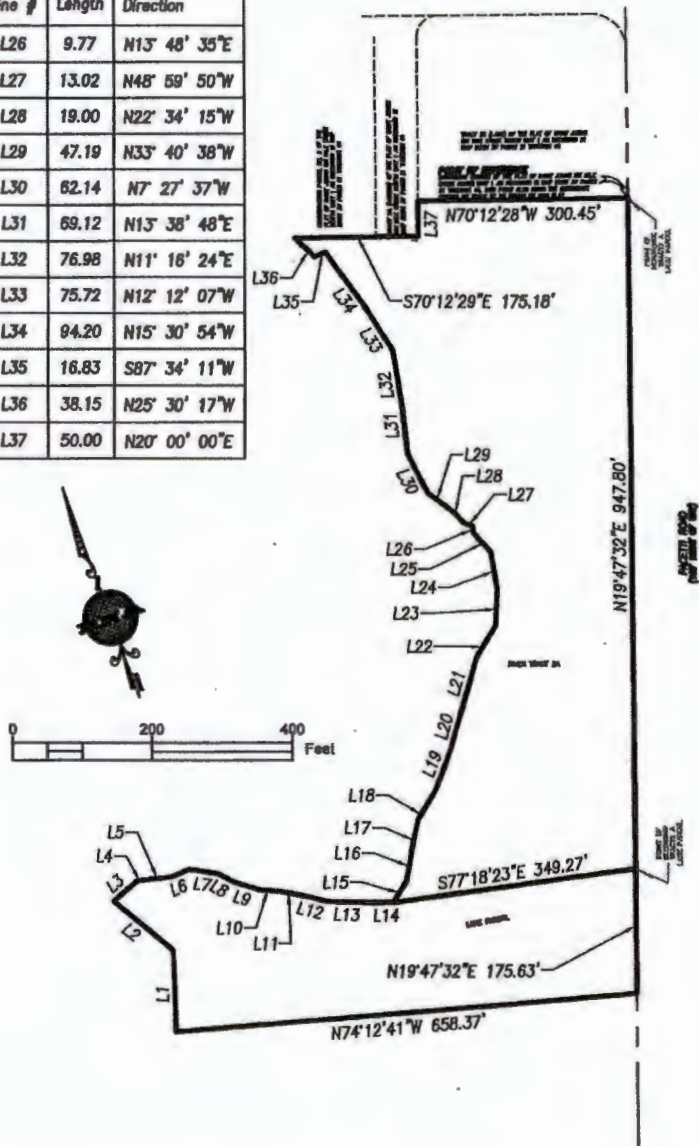 Line # Length Direction
L26 9.77 N13° 48' 35"E
L27 13.02 N48° 59' 50"W
L28 19.00 N22° 34' 15"W
L29 47.19 N33° 40' 38"W
L30 62.14 N7° 27' 37"W
L31 69.12 N13° 38' 48"E
L32 76.98 N11° 16' 24"E
L33 75.72 N12° 12' 07"W
L34 94.20 N15° 30' 54"W
L35 16.83 S87° 34' 11"W
L36 38.15 N25° 30' 17"W
L37 50.00 N20° 00' 00"E
L37
N70°12'28"W 300.45'
L36
L35
S70°12'29"E 175.18'
L34
L33
L32
L31
L30
L29
L28
L27
L26
L25
L24
L23
L22
L21
L20
L19
N19°47'32"E 947.80'
0 200 400
Feet
L18
L17
L16
L15
S77°18'23"E 349.27'
L5
L4
L3
L6
L7
L8
L9
L10
L11
L12
L13
L14
L2
L1
N19°47'32"E 175.63'
N74°12'41"W 658.37'